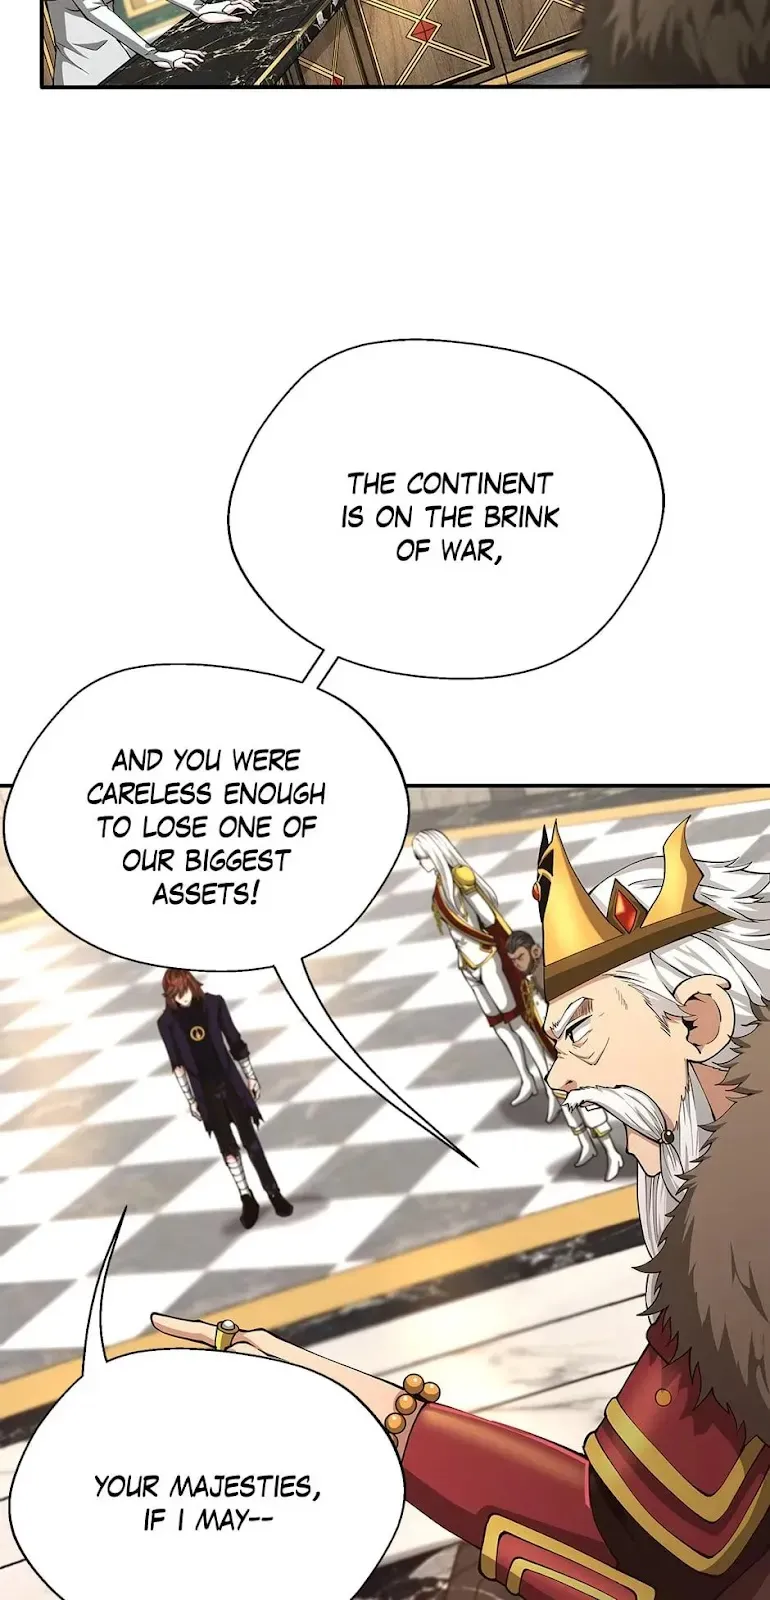 THE CONTINENT
IS ON THE BRINK
OF WAR,
AND YOU WERE
CARELESS ENOUGH
TO LOSE ONE OF
OUR BIGGEST
ASSETS!
YOUR MAJESTIES,
IF I MAY--